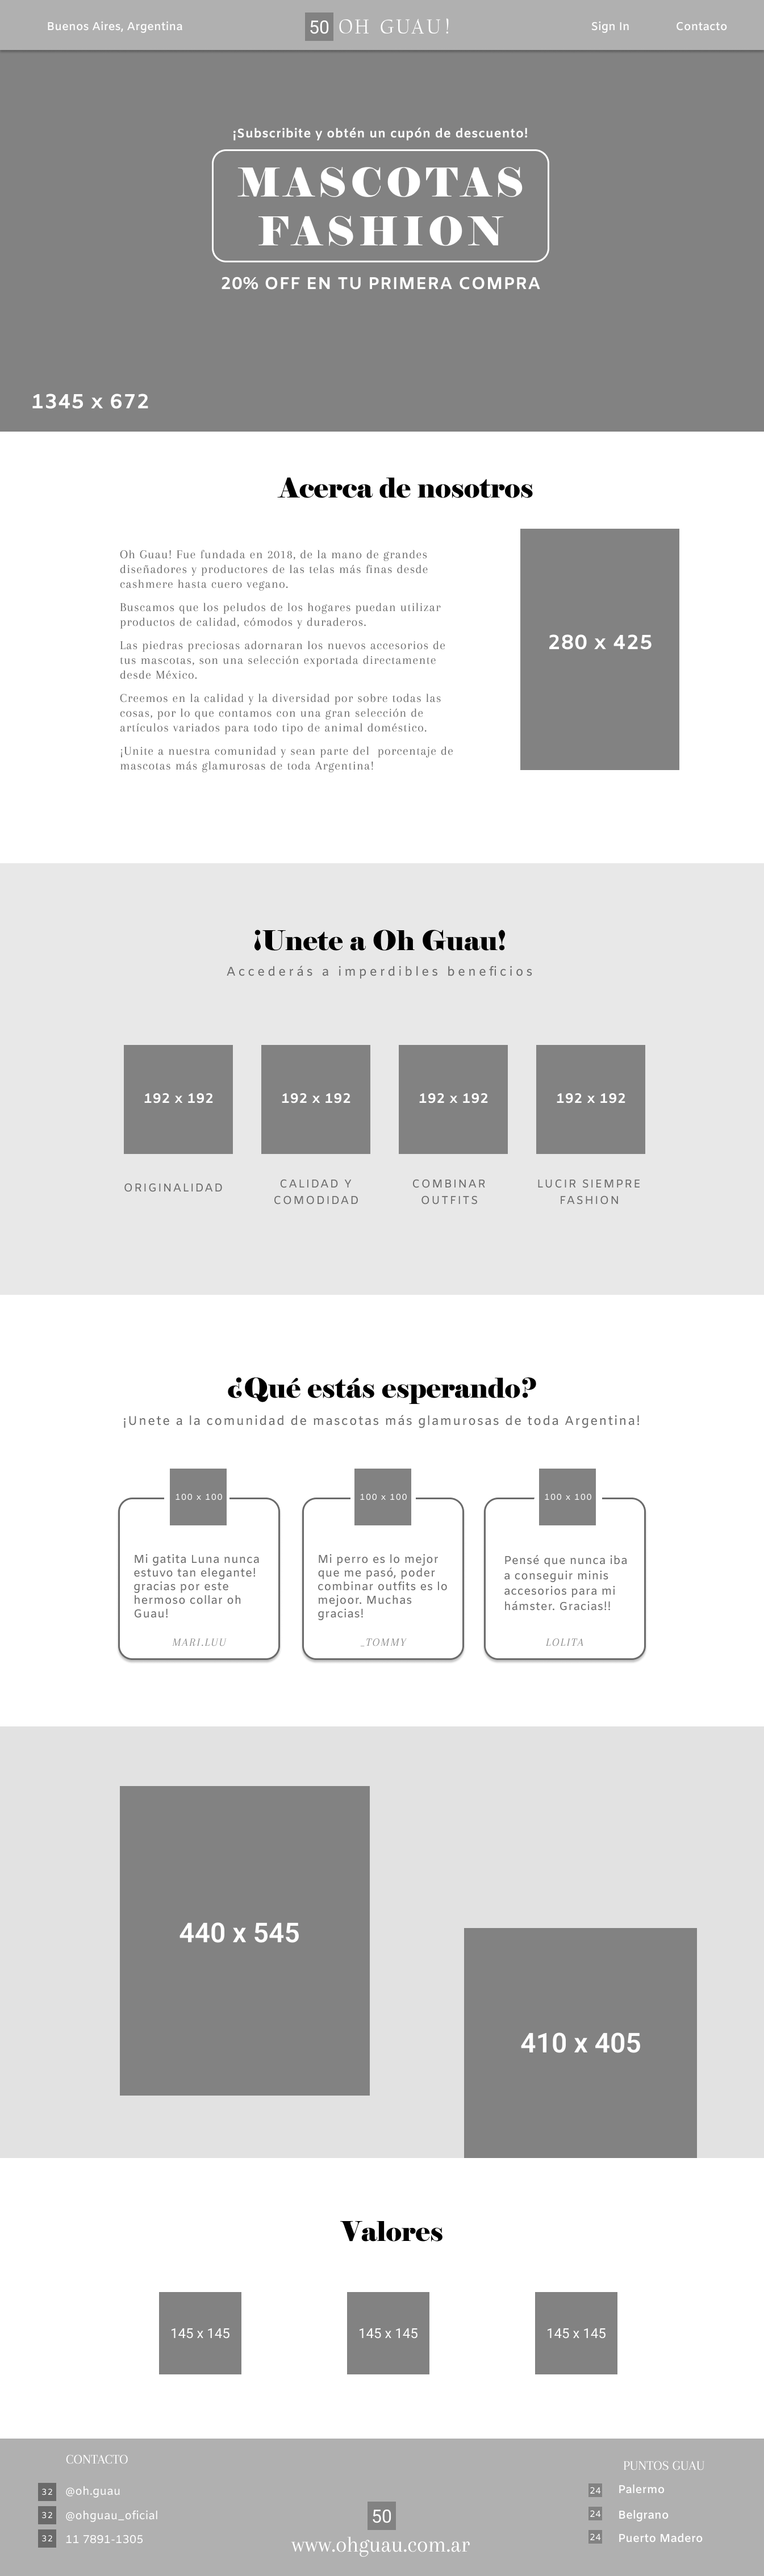 Buenos Aires, Argentina
50 OH GUAU!
Sign In
Contacto
¡Subscribite y obtén un cupón de descuento!
MASCOTAS
FASHION
20% OFF EN TU PRIMERA COMPRA
1345 x 672
Acerca de nosotros
Oh Guau! Fue fundada en 2018, de la mano de grandes
diseñadores y productores de las telas más finas desde
cashmere hasta cuero vegano.
Buscamos que los peludos de los hogares puedan utilizar
productos de calidad, cómodos y duraderos.
Las piedras preciosas adornaran los nuevos accesorios de
tus mascotas, son una selección exportada directamente
desde México.
Creemos en la calidad y la diversidad por sobre todas las
cosas, por lo que contamos con una gran selección de
artículos variados para todo tipo de animal doméstico.
¡Unite a nuestra comunidad y sean parte del porcentaje de
mascotas más glamurosas de toda Argentina!
280 x 425
¡Unete a Oh Guau!
Accederás a imperdibles beneficios
192 x 192
192 x 192
192 x 192
192 x 192
ORIGINALIDAD
CALIDAD Y
COMODIDAD
COMBINAR
OUTFITS
LUCIR SIEMPRE
FASHION
¿Qué estás esperando?
¡Unete a la comunidad de mascotas más glamurosas de toda Argentina!
100 x 100
Mi gatita Luna nunca
estuvo tan elegante!
gracias por este
hermoso collar oh
Guau!
MARI.LUU
100 x 100
Mi perro es lo mejor
que me pasó, poder
combinar outfits es lo
mejoor. Muchas
gracias!
_TOMMY
100 x 100
Pensé que nunca iba
a conseguir minis
accesorios para mi
hámster. Gracias!!
LOLITA
440 x 545
410 x 405
Valores
145 x 145
145 x 145
145 x 145
CONTACTO
32 @oh.guau
32 @ohguau_oficial
32 11 7891-1305
50
www.ohguau.com.ar
PUNTOS GUAU
24 Palermo
24 Belgrano
24 Puerto Madero